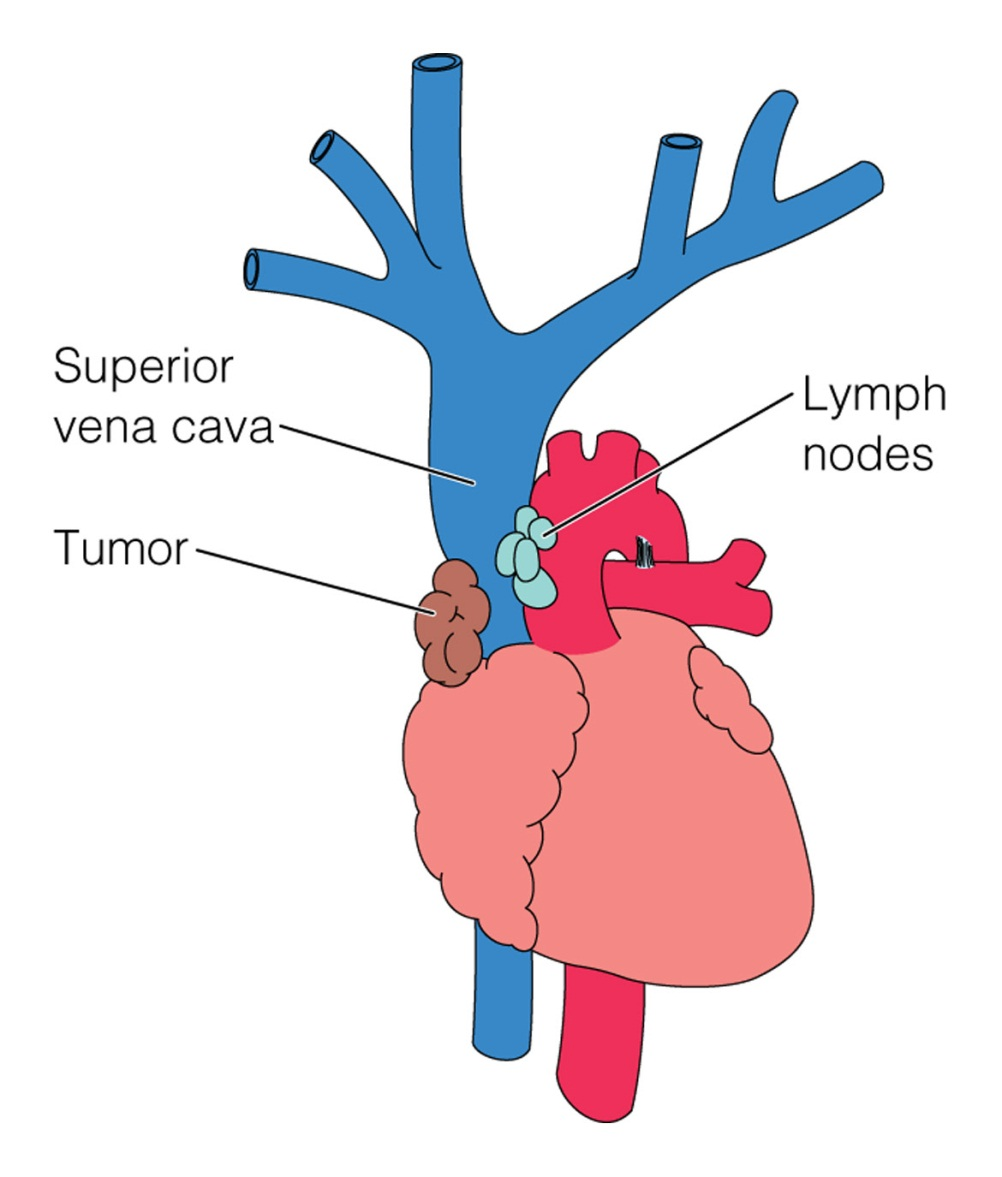 Superior
vena cava
Lymph
nodes
Tumor